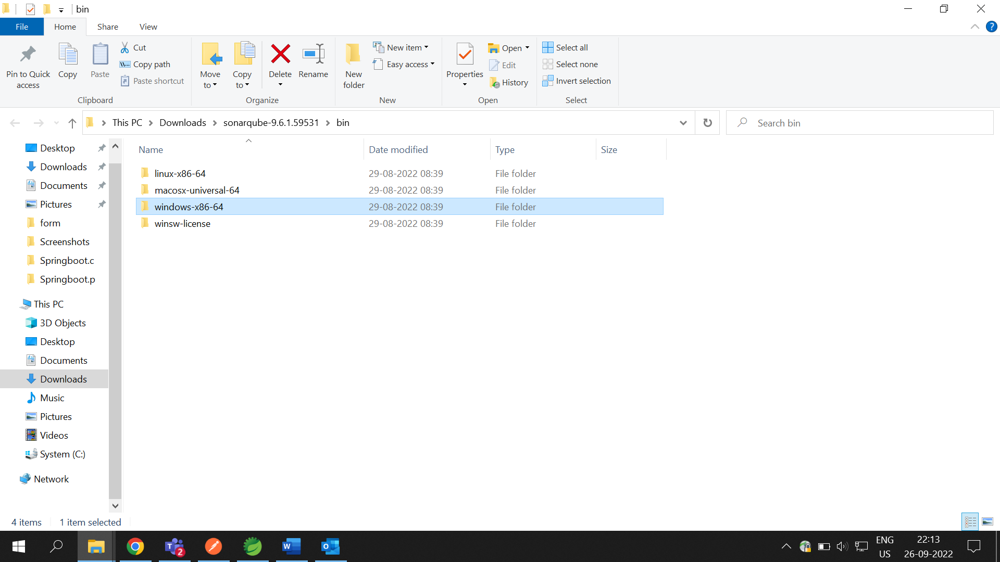 bin
File
Home
Share
View
?
Pin to Quick access
Copy
Paste
Cut
Copy path
Paste shortcut
Clipboard
Move to
Copy to
Delete
Rename
Organize
New folder
New item
Easy access
New
Properties
Open
Edit
History
Open
Select all
Select none
Invert selection
Select
This PC > Downloads > sonarqube-9.6.1.59531 > bin
Search bin
Desktop
Downloads
Documents
Pictures
form
Screenshots
Springboot.c
Springboot.p
This PC
3D Objects
Desktop
Documents
Downloads
Music
Pictures
Videos
System (C:)
Network
Name Date modified Type Size
linux-x86-64 29-08-2022 08:39 File folder
macosx-universal-64 29-08-2022 08:39 File folder
windows-x86-64 29-08-2022 08:39 File folder
winsw-license 29-08-2022 08:39 File folder
4 items 1 item selected
T 2
W
O
ENG
US
22:13
26-09-2022